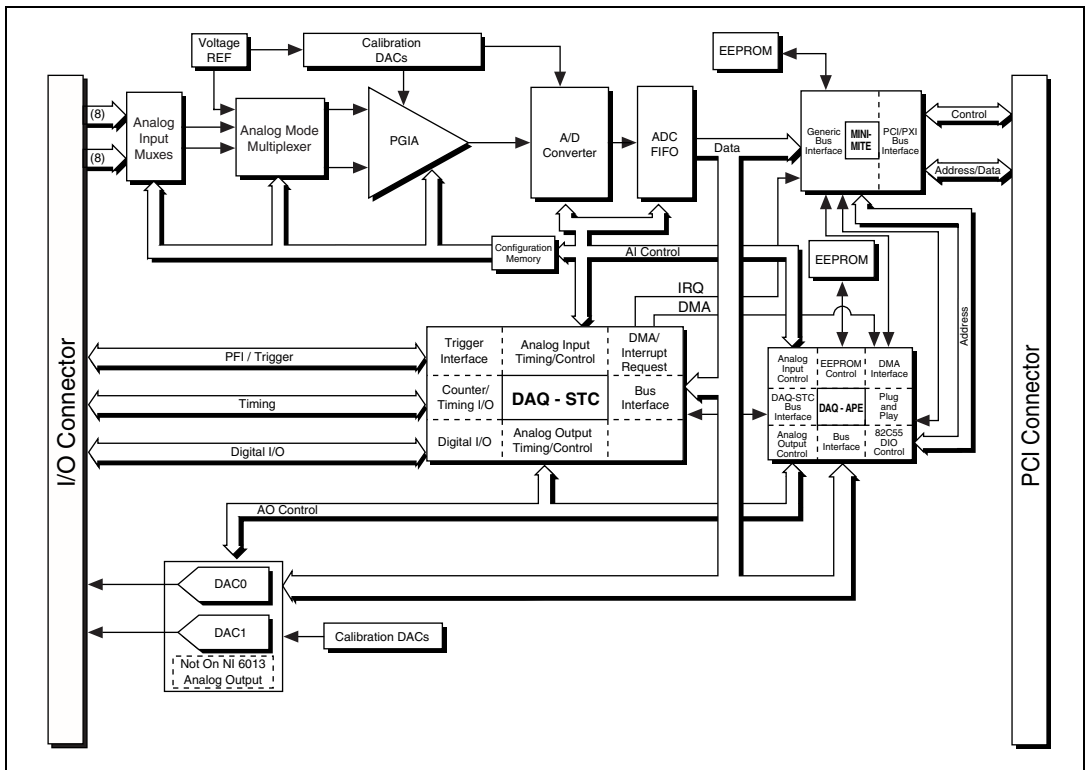 I/O Connector
(8)
(8)
Analog
Input
Muxes
Voltage
REF
Analog Mode
Multiplexer
Calibration
DACs
PGIA
A/D
Converter
ADC
FIFO
Data
EEPROM
Generic
Bus
Interface
MINI-
MITE
PCI/PXI
Bus
Interface
Control
Address/Data
PCI Connector
Configuration
Memory
AI Control
EEPROM
IRQ
DMA
Address
PFI / Trigger
Timing
Digital I/O
Trigger
Interface
Analog Input
Timing/Control
DMA/
Interrupt
Request
Counter/
Timing I/O
DAQ - STC
Bus
Interface
Digital I/O
Analog Output
Timing/Control
Analog
Input
Control
EEPROM
Control
DMA
Interface
DAQ-STC
Bus
Interface
DAQ - APE
Plug
and
Play
Analog
Output
Control
Bus
Interface
82C55
DIO
Control
AO Control
DAC0
DAC1
Not On NI 6013
Analog Output
Calibration DACs